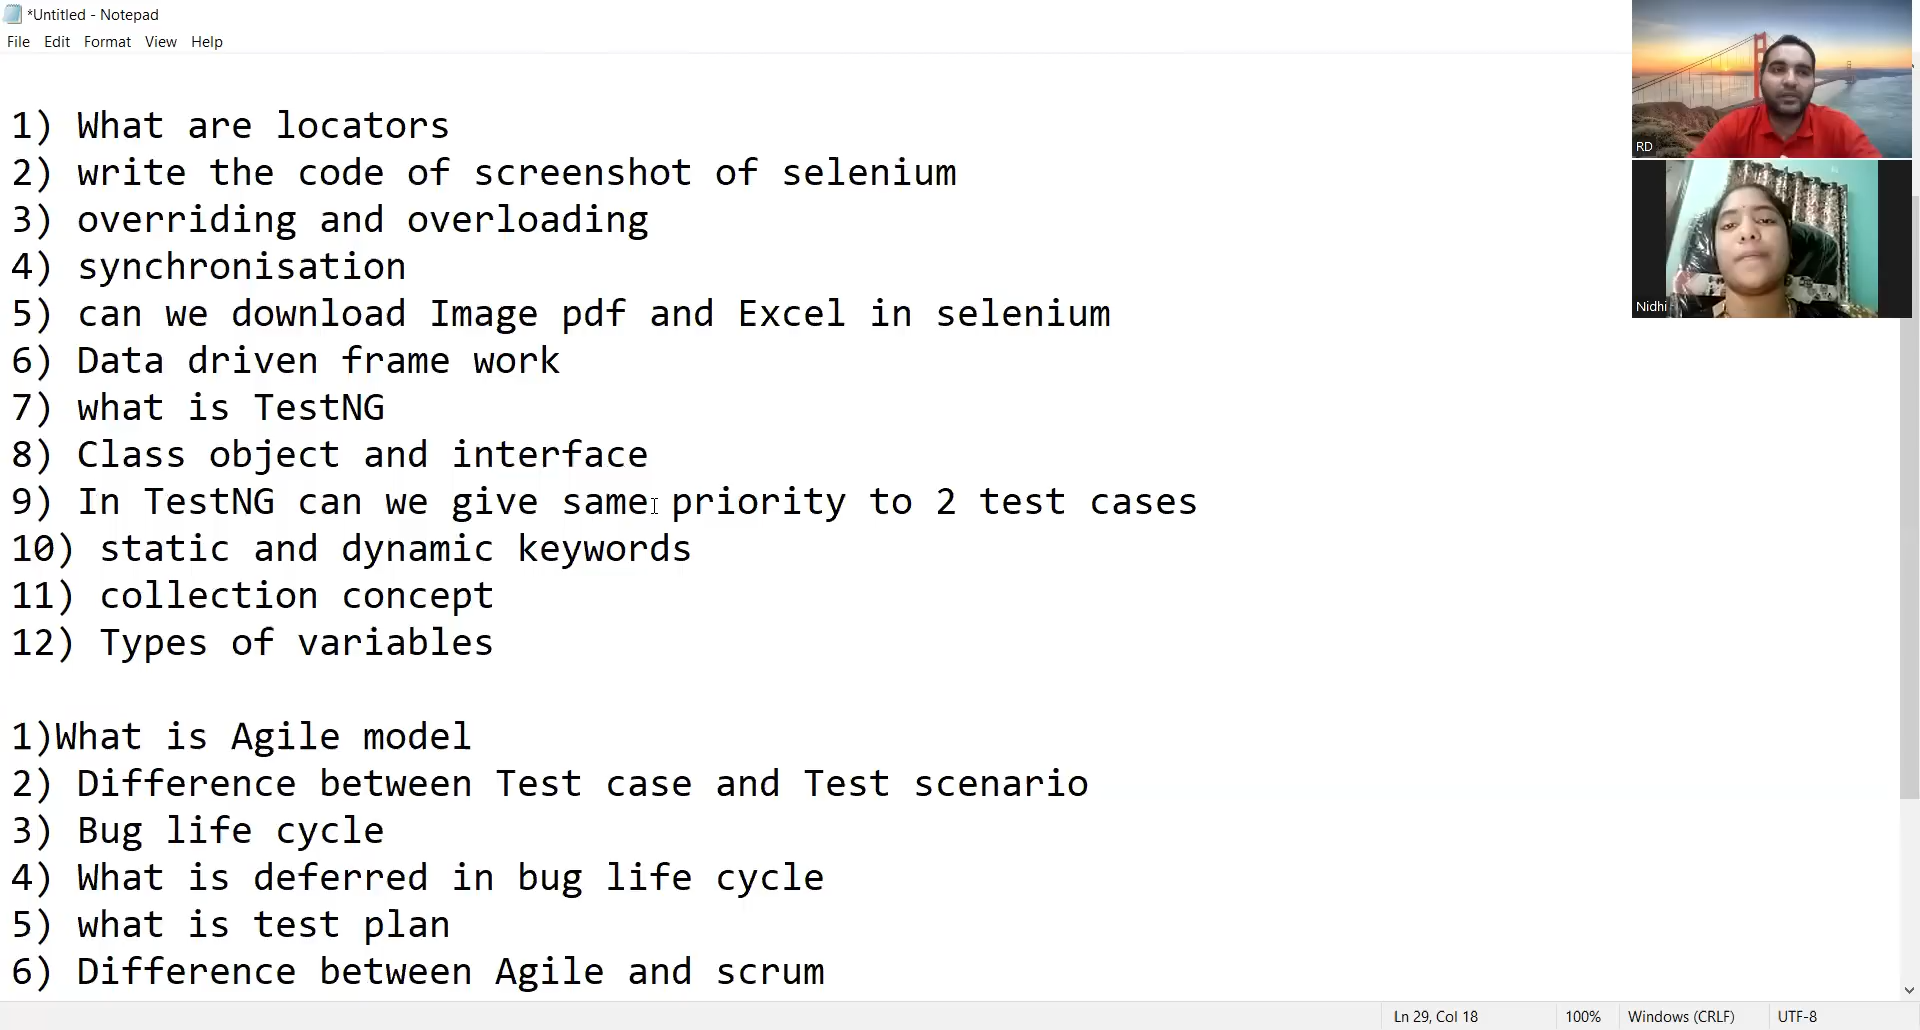 *Untitled - Notepad
File Edit Format View Help
1) What are locators
2) write the code of screenshot of selenium
3) overriding and overloading
4) synchronisation
5) can we download Image pdf and Excel in selenium
6) Data driven frame work
7) what is TestNG
8) Class object and interface
9) In TestNG can we give same priority to 2 test cases
10) static and dynamic keywords
11) collection concept
12) Types of variables
1)What is Agile model
2) Difference between Test case and Test scenario
3) Bug life cycle
4) What is deferred in bug life cycle
5) what is test plan
6) Difference between Agile and scrum
RD
Nidhi
Ln 29, Col 18 100% Windows (CRLF) UTF-8